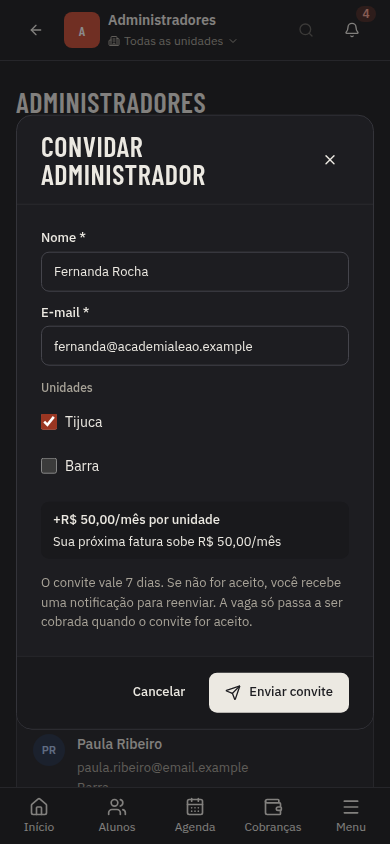 A
Administradores
Todas as unidades
4
ADMINISTRADORES
CONVIDAR
ADMINISTRADOR
Nome *
Fernanda Rocha
E-mail *
fernanda@academialeao.example
Unidades
Tijuca
Barra
+R$ 50,00/mês por unidade
Sua próxima fatura sobe R$ 50,00/mês
O convite vale 7 dias. Se não for aceito, você recebe
uma notificação para reenviar. A vaga só passa a ser
cobrada quando o convite for aceito.
Cancelar
Enviar convite
PR
Paula Ribeiro
paula.ribeiro@email.example
Barra
Início
Alunos
Agenda
Cobranças
Menu